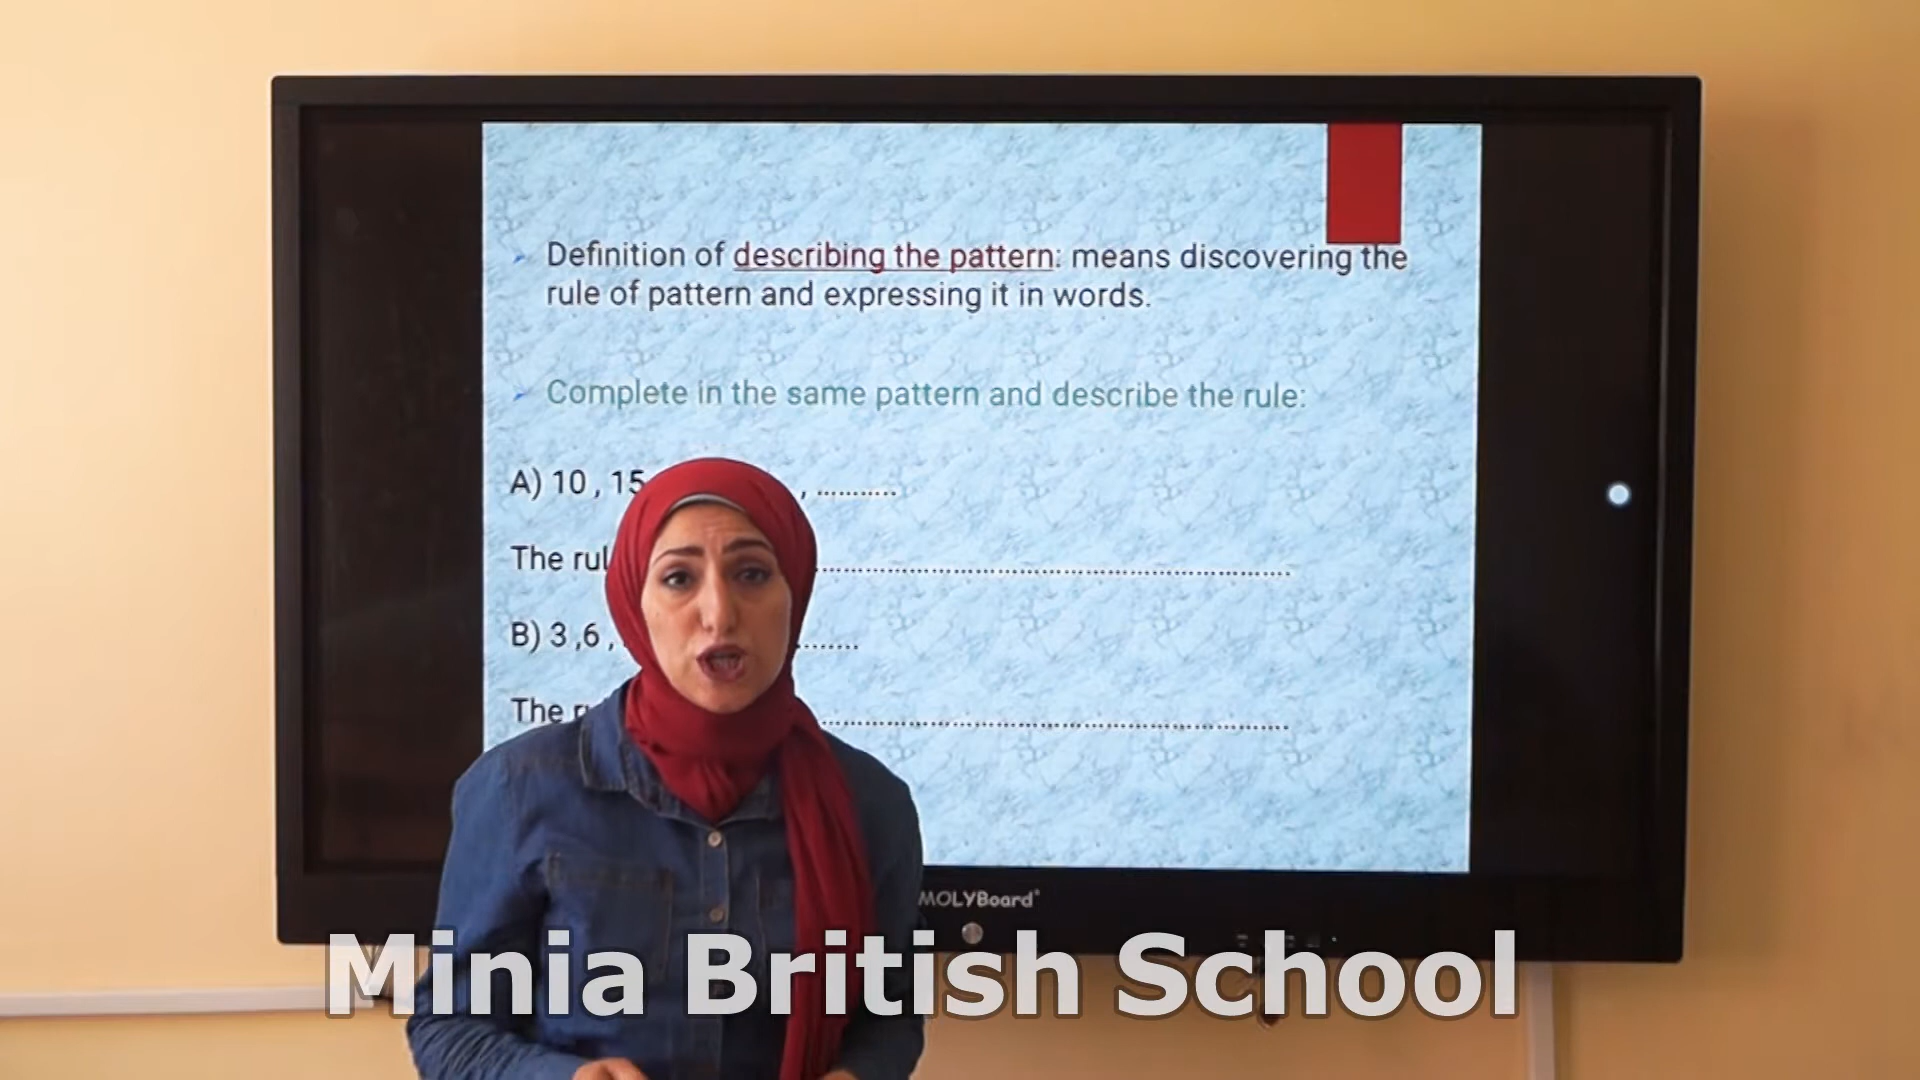 Definition of describing the pattern: means discovering the
rule of pattern and expressing it in words.
Complete in the same pattern and describe the rule:
A) 10 , 15 , ...........
The
B) 3 ,6 , ........
The
MOLYBoard
Minia British School